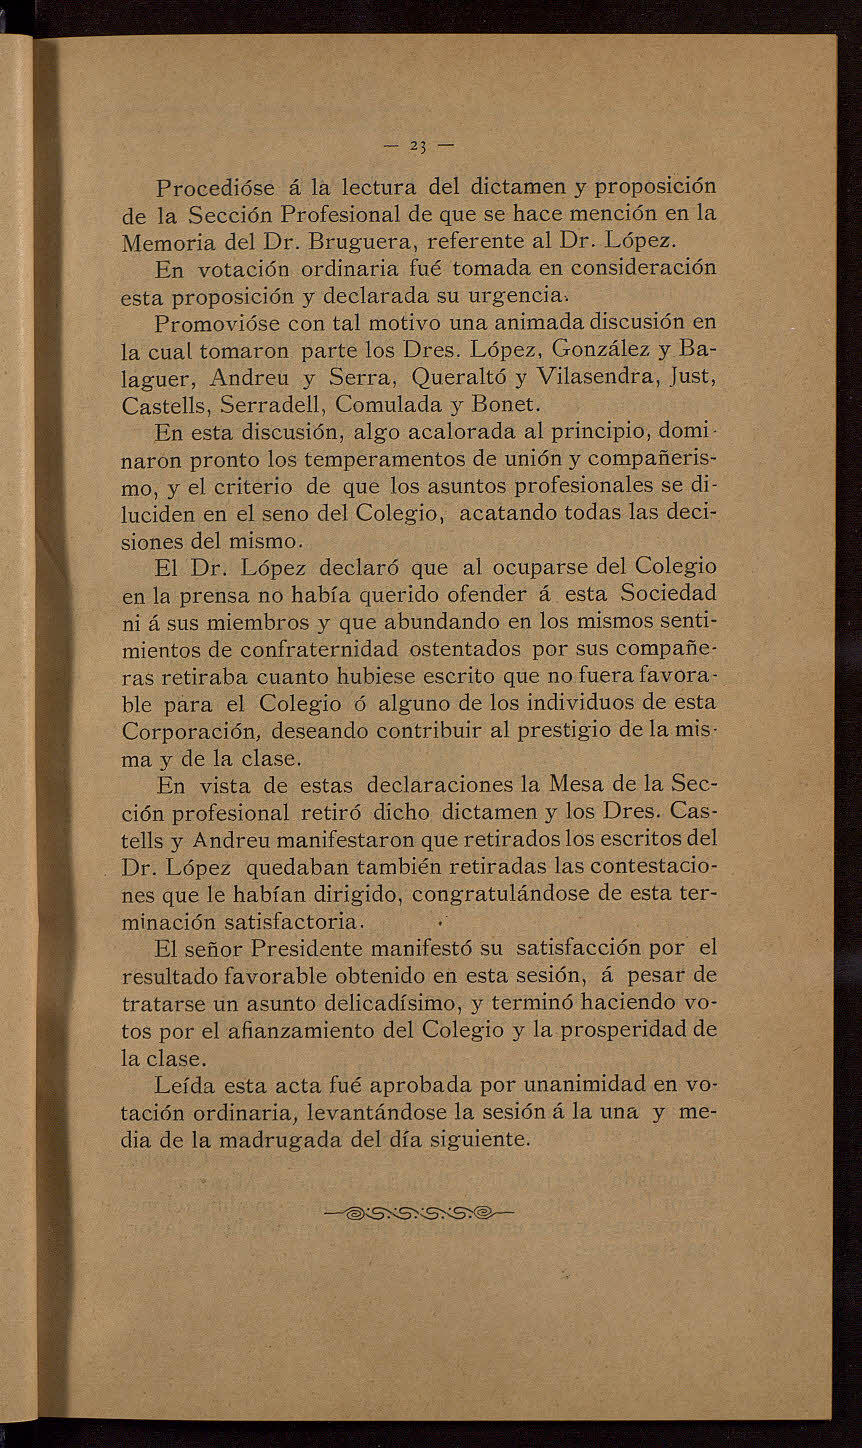 — 23 —
Procedióse á la lectura del dictamen y proposición
de la Sección Profesional de que se hace mención en la
Memoria del Dr. Bruguera, referente al Dr. López.
En votación ordinaria fué tomada en consideración
esta proposición y declarada su urgencia.
Promovióse con tal motivo una animada discusión en
la cual tomaron parte los Dres. López, González y Ba-
laguer, Andreu y Serra, Queraltó y Vilasendra, Just,
Castells, Serradell, Comulada y Bonet.
En esta discusión, algo acalorada al principio, domi-
naron pronto los temperamentos de unión y compañeris-
mo, y el criterio de que los asuntos profesionales se di-
luciden en el seno del Colegio, acatando todas las deci-
siones del mismo.
El Dr. López declaró que al ocuparse del Colegio
en la prensa no había querido ofender á esta Sociedad
ni á sus miembros y que abundando en los mismos senti-
mientos de confraternidad ostentados por sus compañe-
ras retiraba cuanto hubiese escrito que no fuera favora-
ble para el Colegio ó alguno de los individuos de esta
Corporación, deseando contribuir al prestigio de la mis-
ma y de la clase.
En vista de estas declaraciones la Mesa de la Sec-
ción profesional retiró dicho dictamen y los Dres. Cas-
tells y Andreu manifestaron que retirados los escritos del
Dr. López quedaban también retiradas las contestacio-
nes que le habían dirigido, congratulándose de esta ter-
minación satisfactoria.
El señor Presidente manifestó su satisfacción por el
resultado favorable obtenido en esta sesión, á pesar de
tratarse un asunto delicadísimo, y terminó haciendo vo-
tos por el afianzamiento del Colegio y la prosperidad de
la clase.
Leída esta acta fué aprobada por unanimidad en vo-
tación ordinaria, levantándose la sesión á la una y me-
dia de la madrugada del día siguiente.